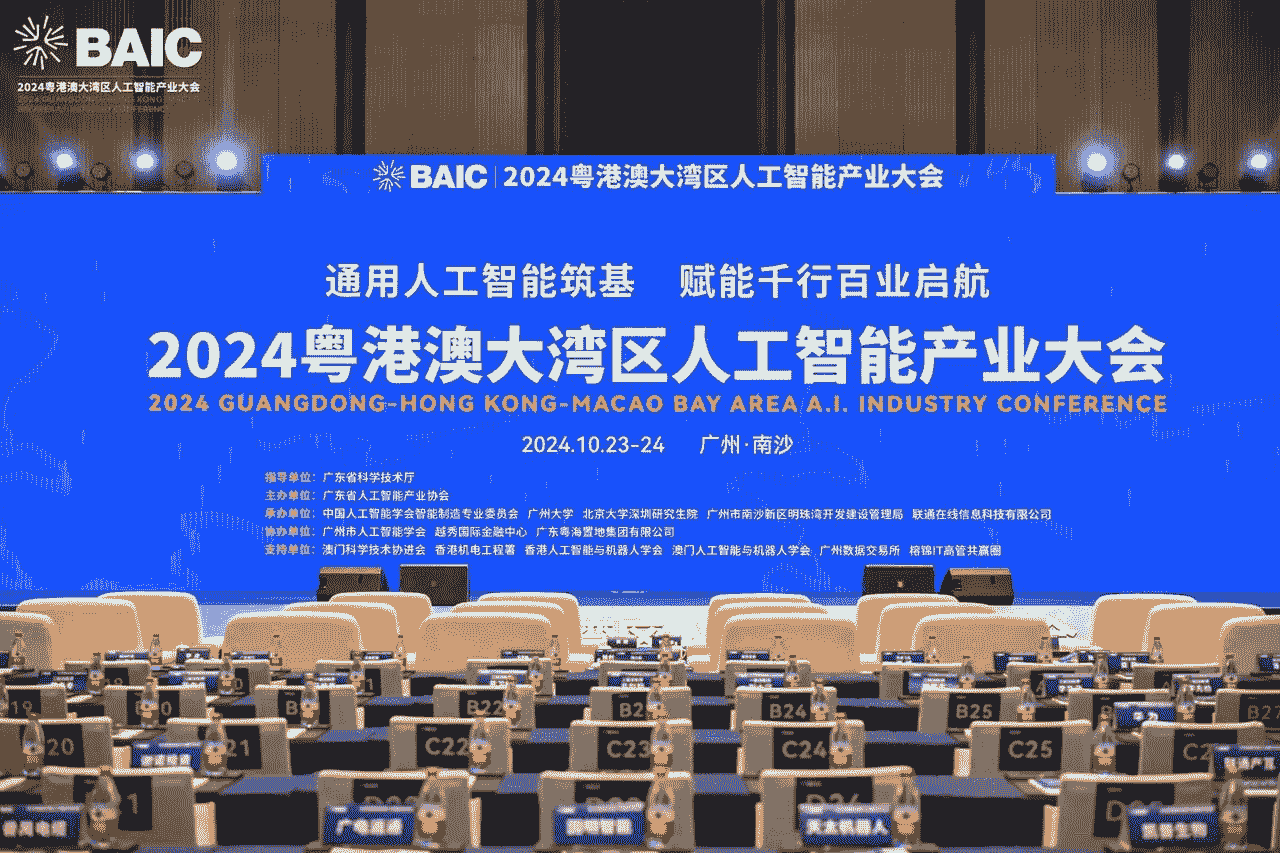 BAIC
2024粤港澳大湾区人工智能产业大会
BAIC 2024粤港澳大湾区人工智能产业大会
通用人工智能筑基 赋能千行百业启航
2024粤港澳大湾区人工智能产业大会
2024 GUANGDONG-HONG KONG-MACAO BAY AREA A.I. INDUSTRY CONFERENCE
2024.10.23-24 广州·南沙
指导单位：广东省科学技术厅
主办单位：广东省人工智能产业协会
承办单位：中国人工智能学会智能制造专业委员会 广州大学 北京大学深圳研究生院 广州市南沙新区明珠湾开发建设管理局 联通在线信息科技有限公司
协办单位：广州市人工智能学会 越秀国际金融中心 广东粤海置地集团有限公司
支持单位：澳门科学技术协进会 香港机电工程署 香港人工智能与机器人学会 澳门人工智能与机器人学会 广州数据交易所 榕锦IT高管共赢圈
B22 B24 B25
20 21 C22 C23 C24 C25
1
广电运通 天太机器人